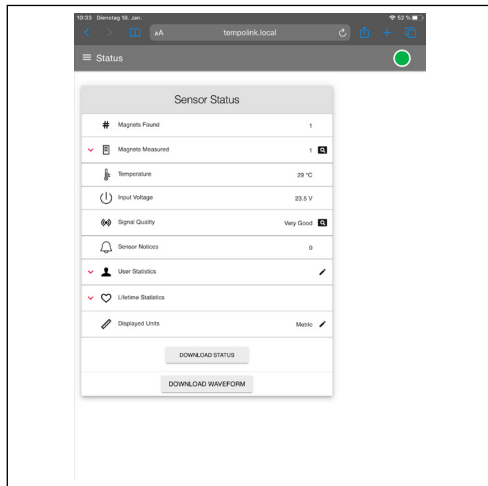 10:33 Dienstag 18. Jan. 52 %
AA tempolink.local
Status
Sensor Status
# Magnets Found 1
Magnets Measured 1
Temperature 29 °C
Input Voltage 23.5 V
Signal Quality Very Good
Sensor Notices 0
User Statistics
Lifetime Statistics
Displayed Units Metric
DOWNLOAD STATUS
DOWNLOAD WAVEFORM